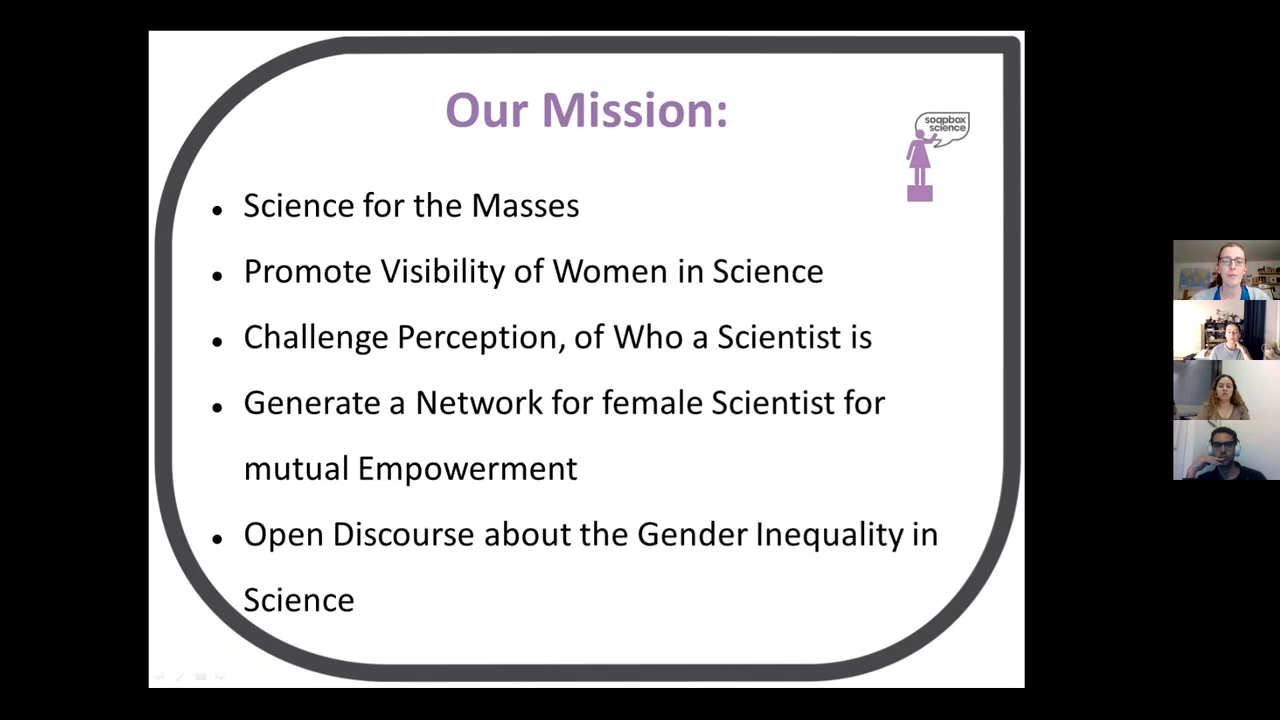 Our Mission:
soapbox
science
• Science for the Masses
• Promote Visibility of Women in Science
• Challenge Perception, of Who a Scientist is
• Generate a Network for female Scientist for
mutual Empowerment
• Open Discourse about the Gender Inequality in
Science